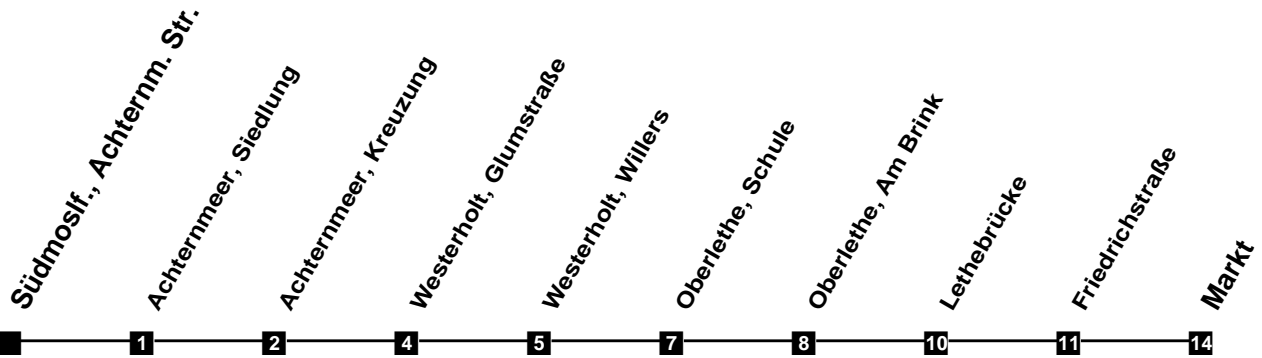 Südmoslf., Achternm. Str.
Achternmeer, Siedlung
Achternmeer, Kreuzung
Westerholt, Glumstraße
Westerholt, Willers
Oberlethe, Schule
Oberlethe, Am Brink
Lethebrücke
Friedrichstraße
Markt
1 2 4 5 7 8 10 11 14